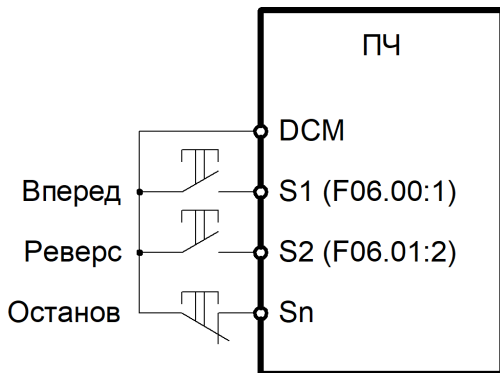 ПЧ
DCM
Вперед S1 (F06.00:1)
Реверс S2 (F06.01:2)
Останов Sn